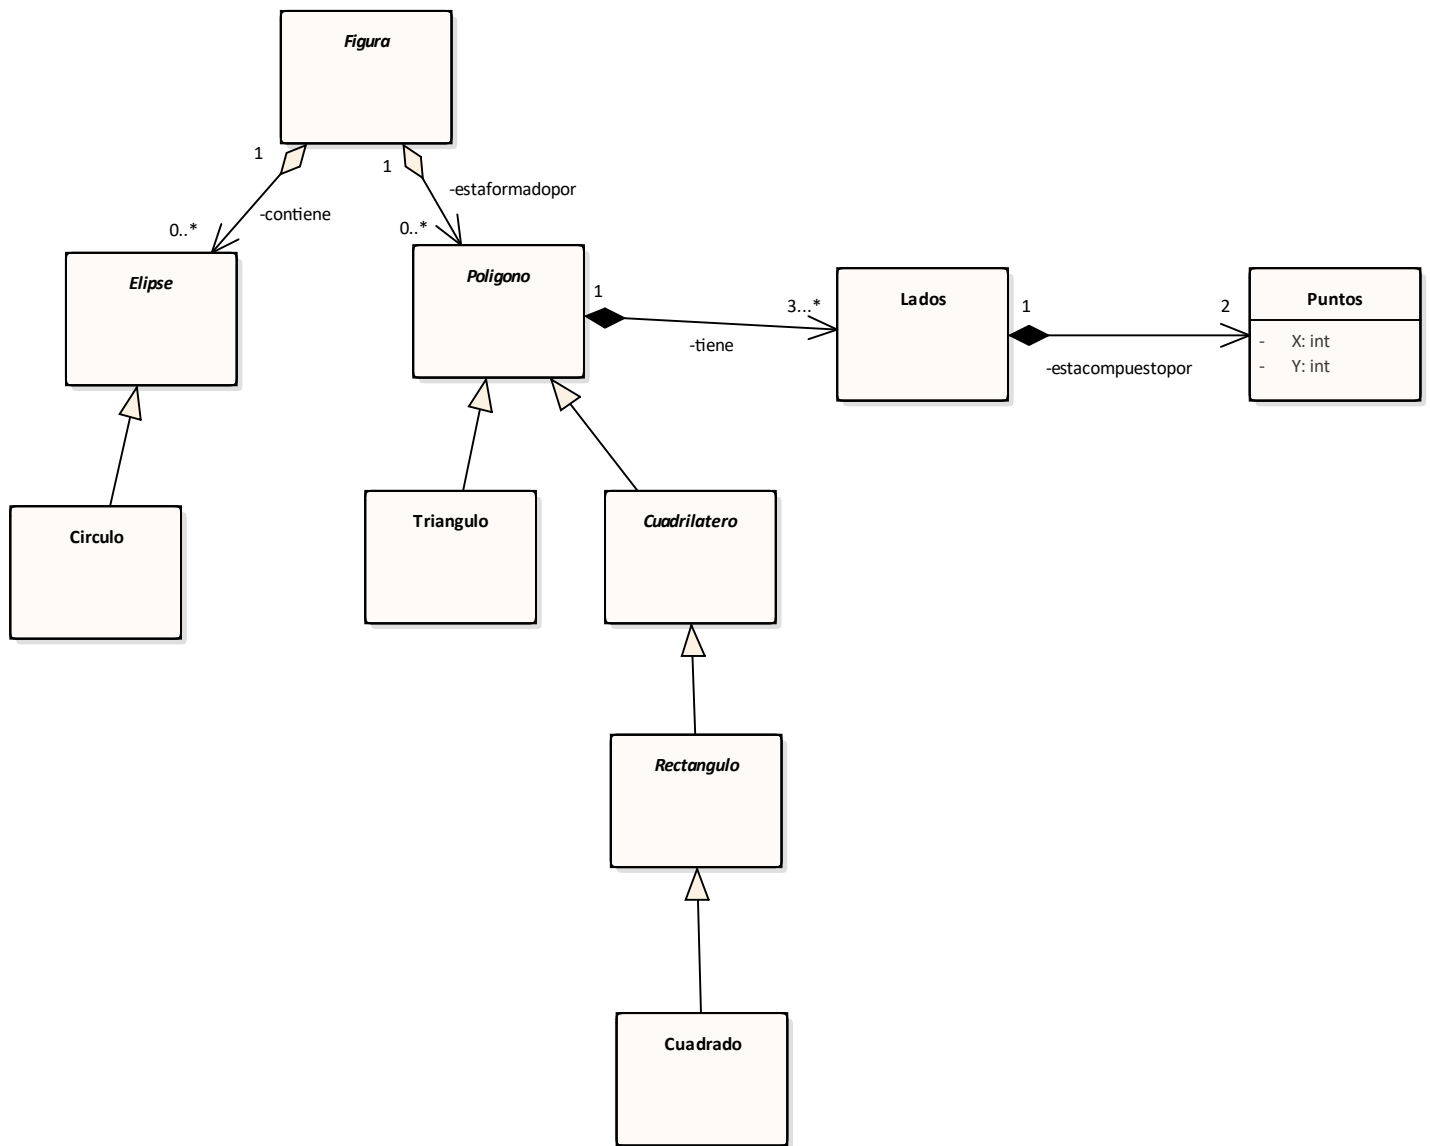 Figura
1
1
-estaformadopor
-contiene
0..*
0..*
Elipse
Poligono
1
3...*
-tiene
Lados
1
2
-estacompuestopor
Puntos
- X: int
- Y: int
Circulo
Triangulo
Cuadrilatero
Rectangulo
Cuadrado